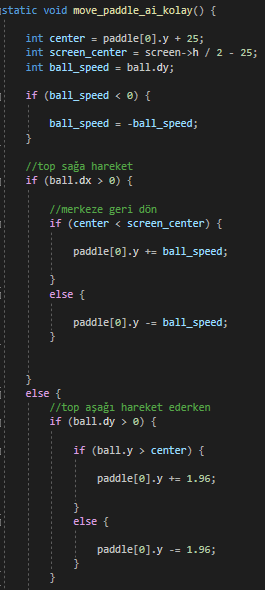 static void move_paddle_ai_kolay() {
int center = paddle[0].y + 25;
int screen_center = screen->h / 2 - 25;
int ball_speed = ball.dy;
if (ball_speed < 0) {
ball_speed = -ball_speed;
}
//top sağa hareket
if (ball.dx > 0) {
//merkeze geri dön
if (center < screen_center) {
paddle[0].y += ball_speed;
}
else {
paddle[0].y -= ball_speed;
}
}
else {
//top aşağı hareket ederken
if (ball.dy > 0) {
if (ball.y > center) {
paddle[0].y += 1.96;
}
else {
paddle[0].y -= 1.96;
}
}